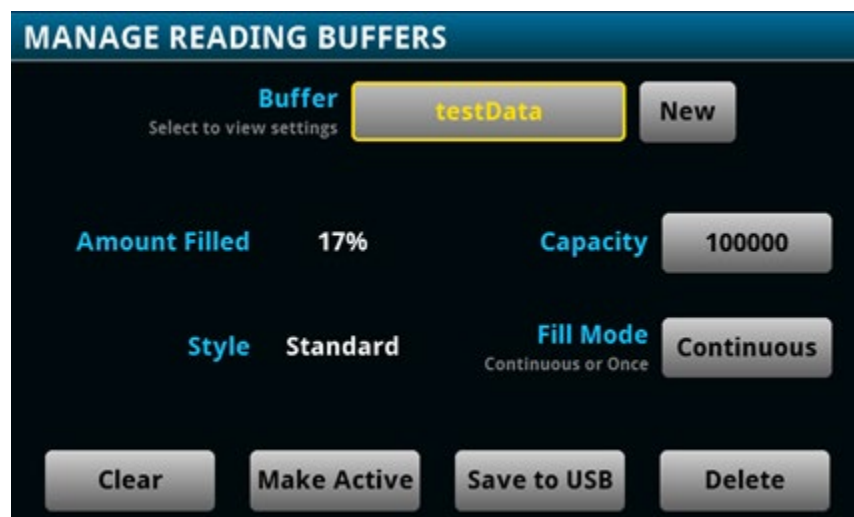 MANAGE READING BUFFERS
Buffer
Select to view settings
testData
New
Amount Filled
17%
Capacity
100000
Style
Standard
Fill Mode
Continuous or Once
Continuous
Clear
Make Active
Save to USB
Delete